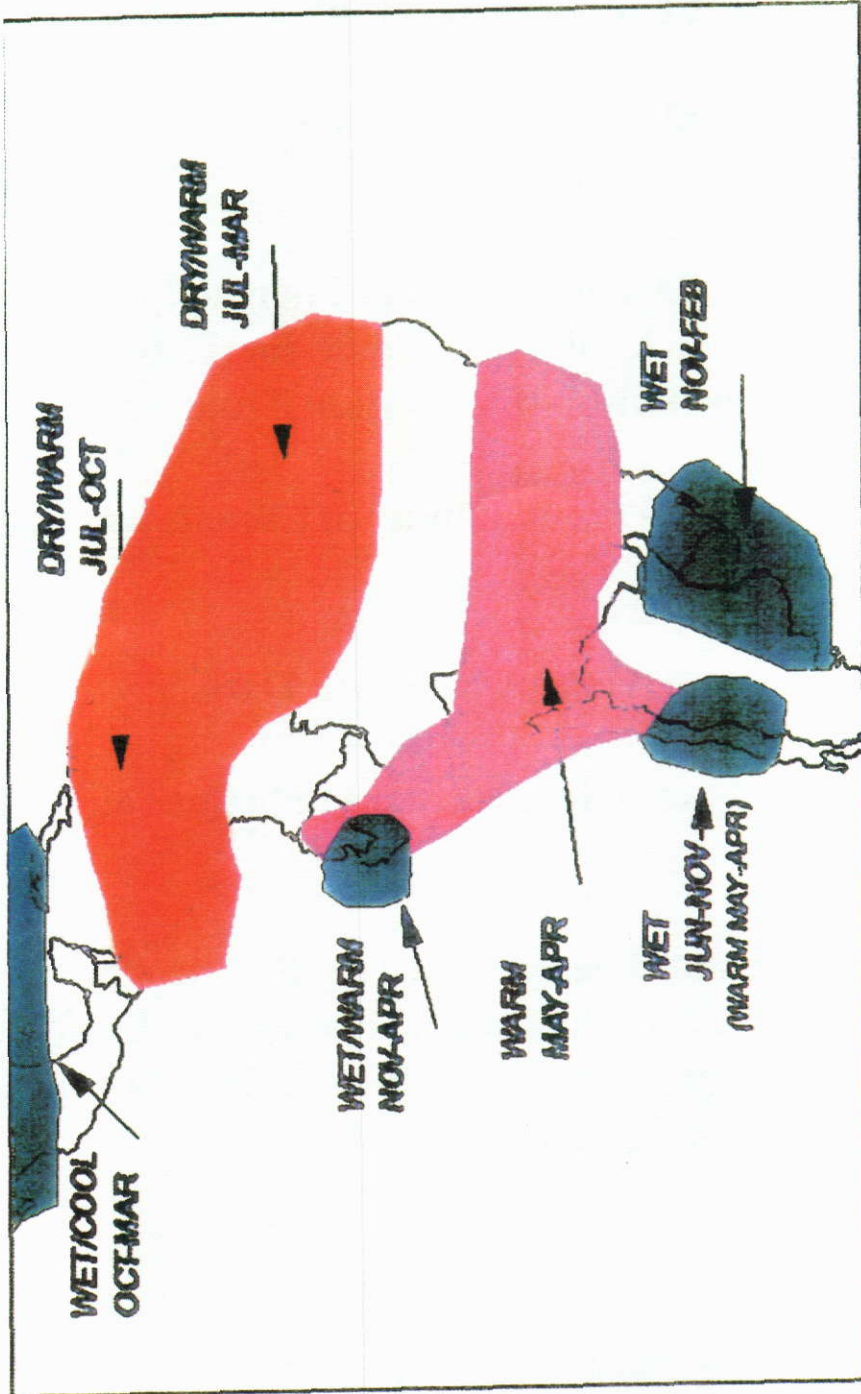 WET/COOL
OCT-MAR
DRY/WARM
JUL-OCT
DRY/WARM
JUL-MAR
WET/WARM
NOV-APR
WARM
MAY-APR
WET
JUN-NOV
(WARM MAY-APR)
WET
NOV-FEB